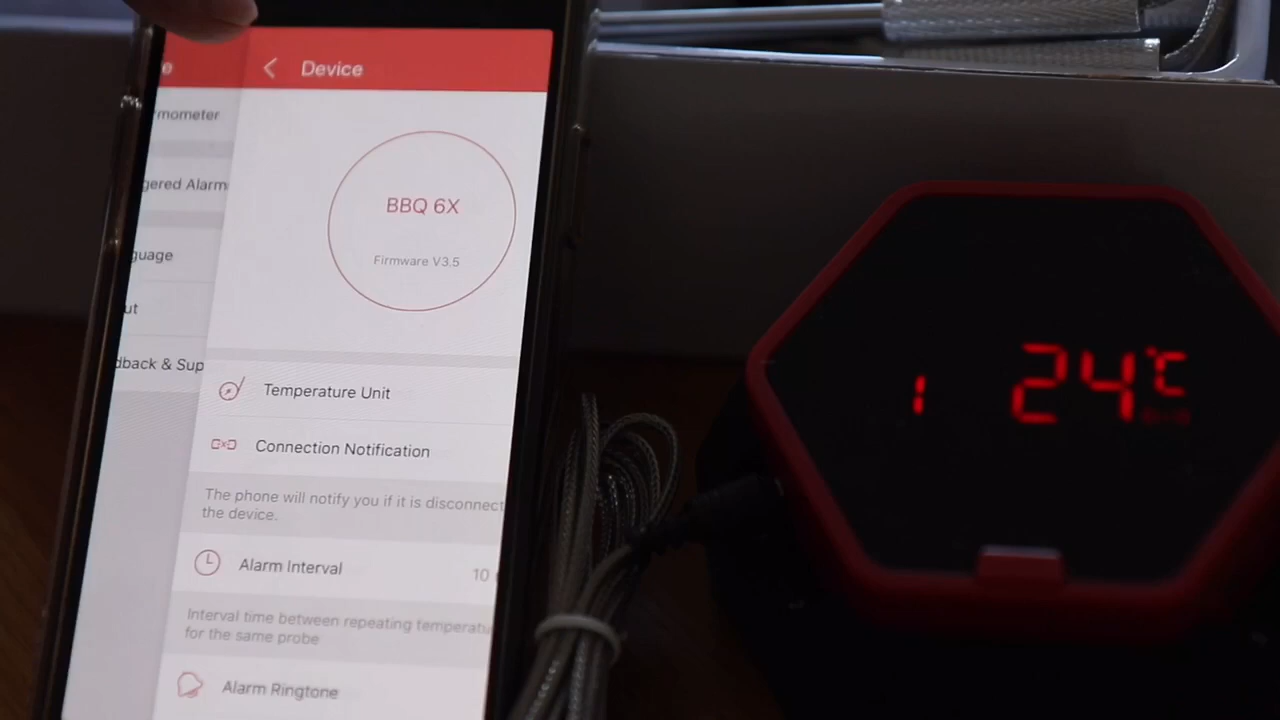 e
Device
rmometer
gered Alarm
guage
ut
dback & Sup
BBQ 6X
Firmware V3.5
Temperature Unit
Connection Notification
The phone will notify you if it is disconnect
the device.
Alarm Interval
10
Interval time between repeating temperatu
for the same probe
Alarm Ringtone
1 24°C